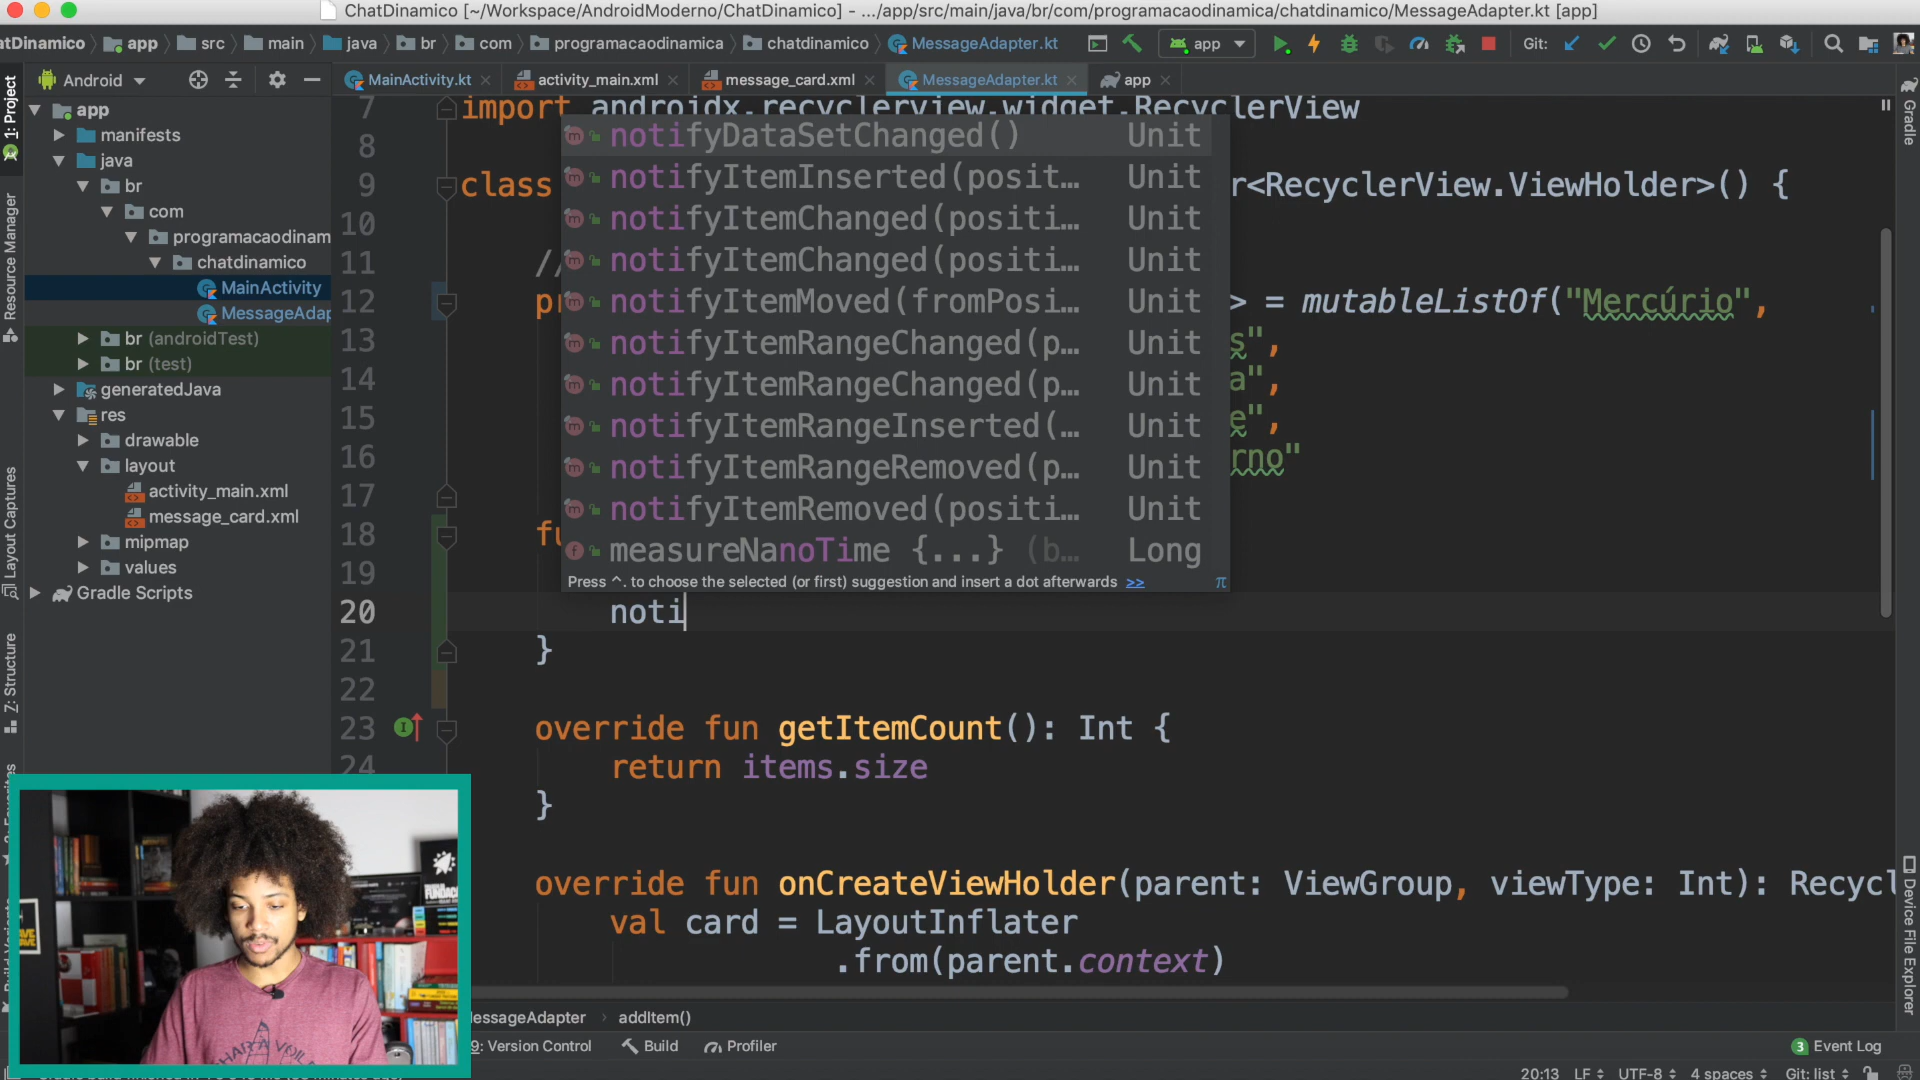 ChatDinamico [~/Workspace/AndroidModerno/ChatDinamico] - .../app/src/main/java/br/com/programacaodinamica/chatdinamico/MessageAdapter.kt [app]
atDinamico app src main java br com programacaodinamica chatdinamico MessageAdapter.kt app Git:
Android MainActivity.kt activity_main.xml message_card.xml MessageAdapter.kt app
1: Project
Resource Manager
Layout Captures
Z: Structure
app
manifests
java
br
com
programacaodinam
chatdinamico
MainActivity
MessageAdap
br (androidTest)
br (test)
generatedJava
res
drawable
layout
activity_main.xml
message_card.xml
mipmap
values
Gradle Scripts
7 import androidx.recyclerview.widget.RecyclerView
8
9 class r<RecyclerView.ViewHolder>() {
10
11 //
12 pr > = mutableListOf("Mercúrio",
13 s",
14 a",
15 e",
16 rno"
17
18 fu
19
20 noti
21 }
22
23 override fun getItemCount(): Int {
24 return items.size
}
override fun onCreateViewHolder(parent: ViewGroup, viewType: Int): Recycl
val card = LayoutInflater
.from(parent.context)
notifyDataSetChanged() Unit
notifyItemInserted(posit... Unit
notifyItemChanged(positi... Unit
notifyItemChanged(positi... Unit
notifyItemMoved(fromPosi... Unit
notifyItemRangeChanged(p... Unit
notifyItemRangeChanged(p... Unit
notifyItemRangeInserted(... Unit
notifyItemRangeRemoved(p... Unit
notifyItemRemoved(positi... Unit
measureNanoTime {...} (b... Long
Press ^. to choose the selected (or first) suggestion and insert a dot afterwards >> π
Gradle
Device File Explorer
essageAdapter addItem()
9: Version Control Build Profiler
3 Event Log
20:13 LF UTF-8 4 spaces Git: list